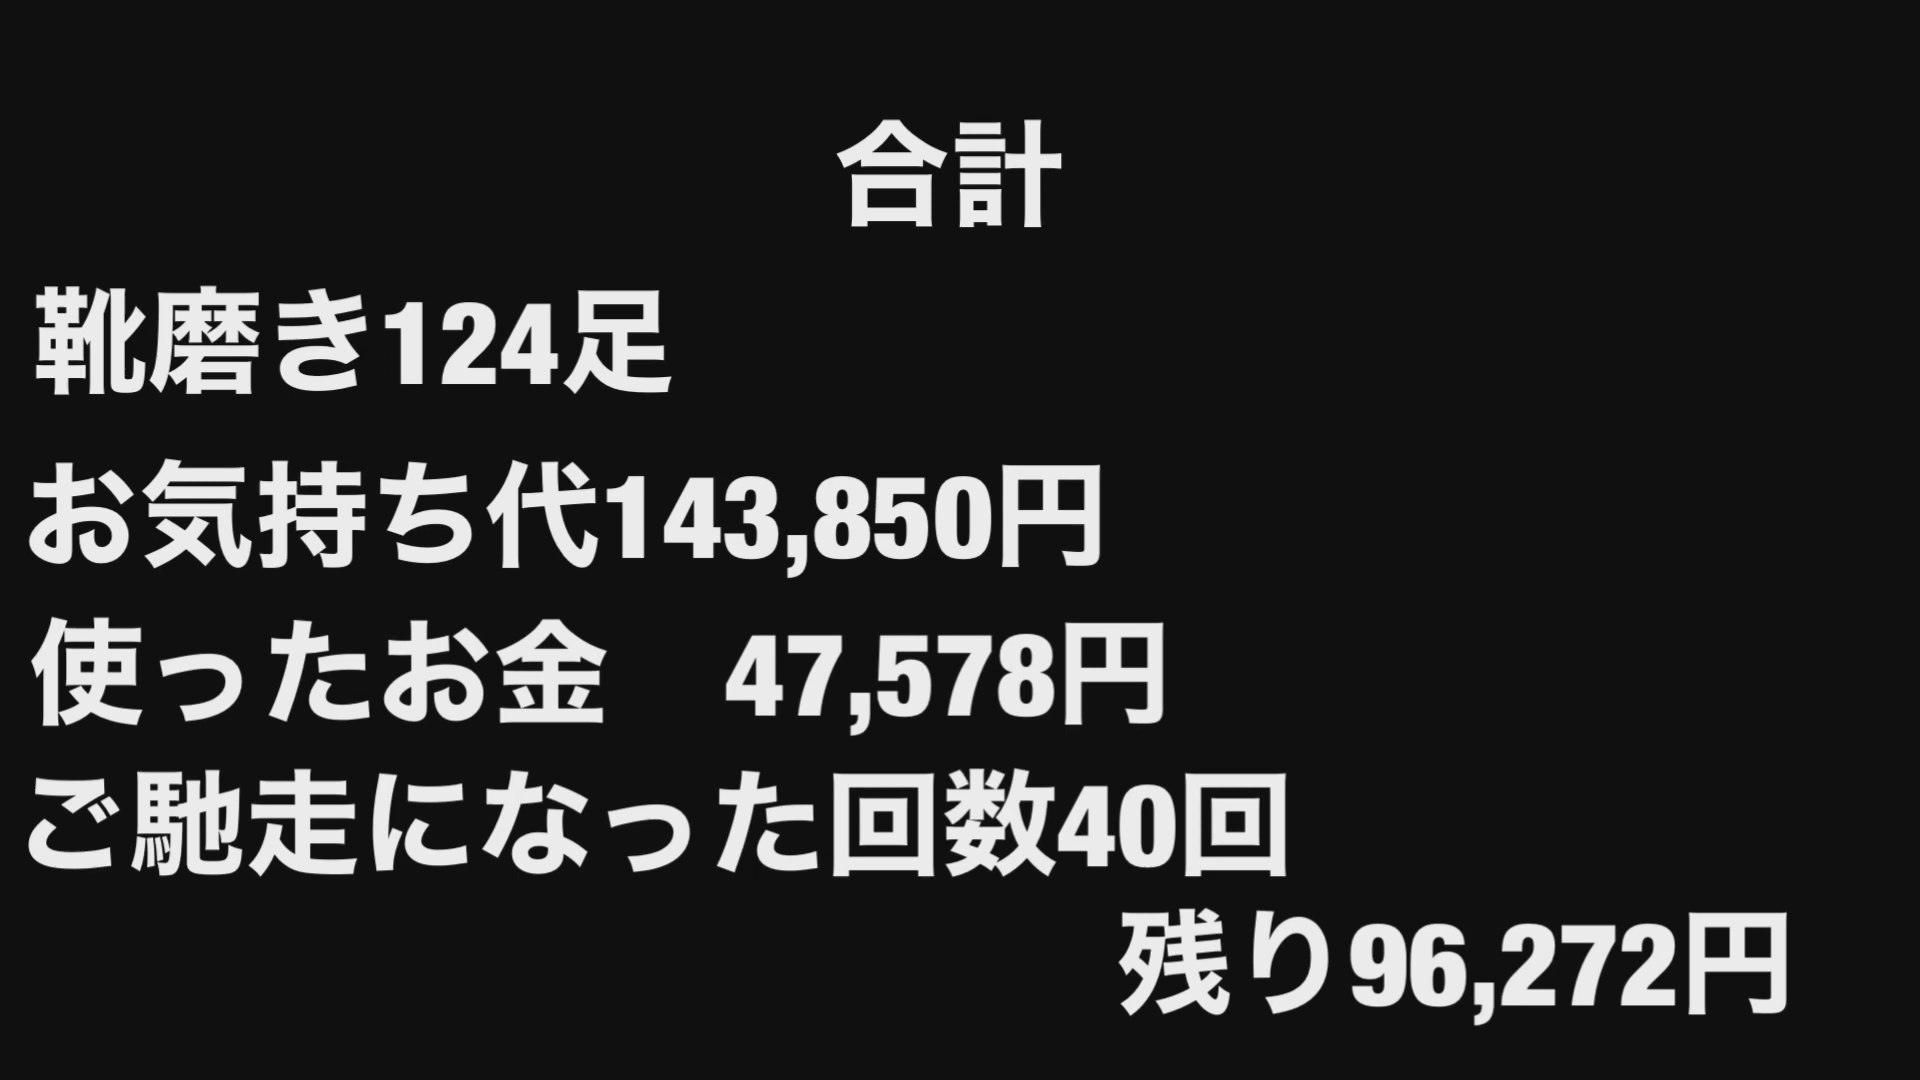 合計
靴磨き124足
お気持ち代143,850円
使ったお金　47,578円
ご馳走になった回数40回
残り96,272円